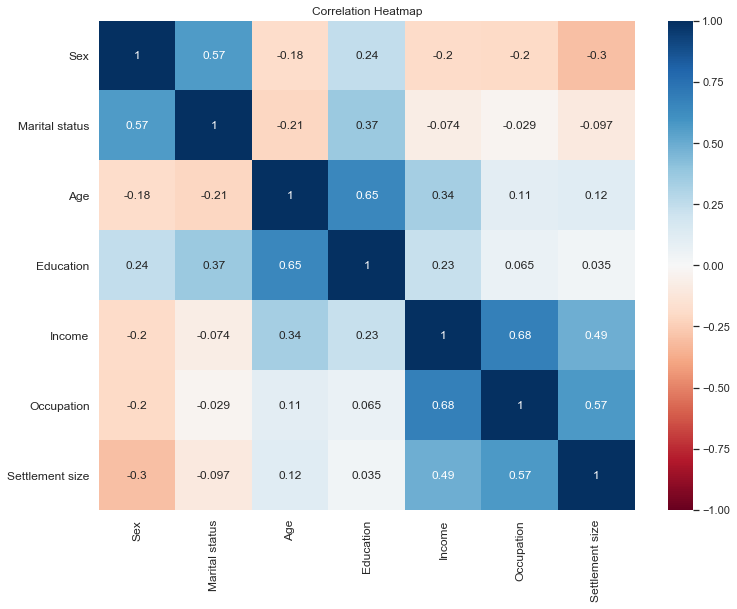 Correlation Heatmap
Sex 1 0.57 -0.18 0.24 -0.2 -0.2 -0.3
Marital status 0.57 1 -0.21 0.37 -0.074 -0.029 -0.097
Age -0.18 -0.21 1 0.65 0.34 0.11 0.12
Education 0.24 0.37 0.65 1 0.23 0.065 0.035
Income -0.2 -0.074 0.34 0.23 1 0.68 0.49
Occupation -0.2 -0.029 0.11 0.065 0.68 1 0.57
Settlement size -0.3 -0.097 0.12 0.035 0.49 0.57 1
Sex Marital status Age Education Income Occupation Settlement size
1.00
0.75
0.50
0.25
0.00
−0.25
−0.50
−0.75
−1.00